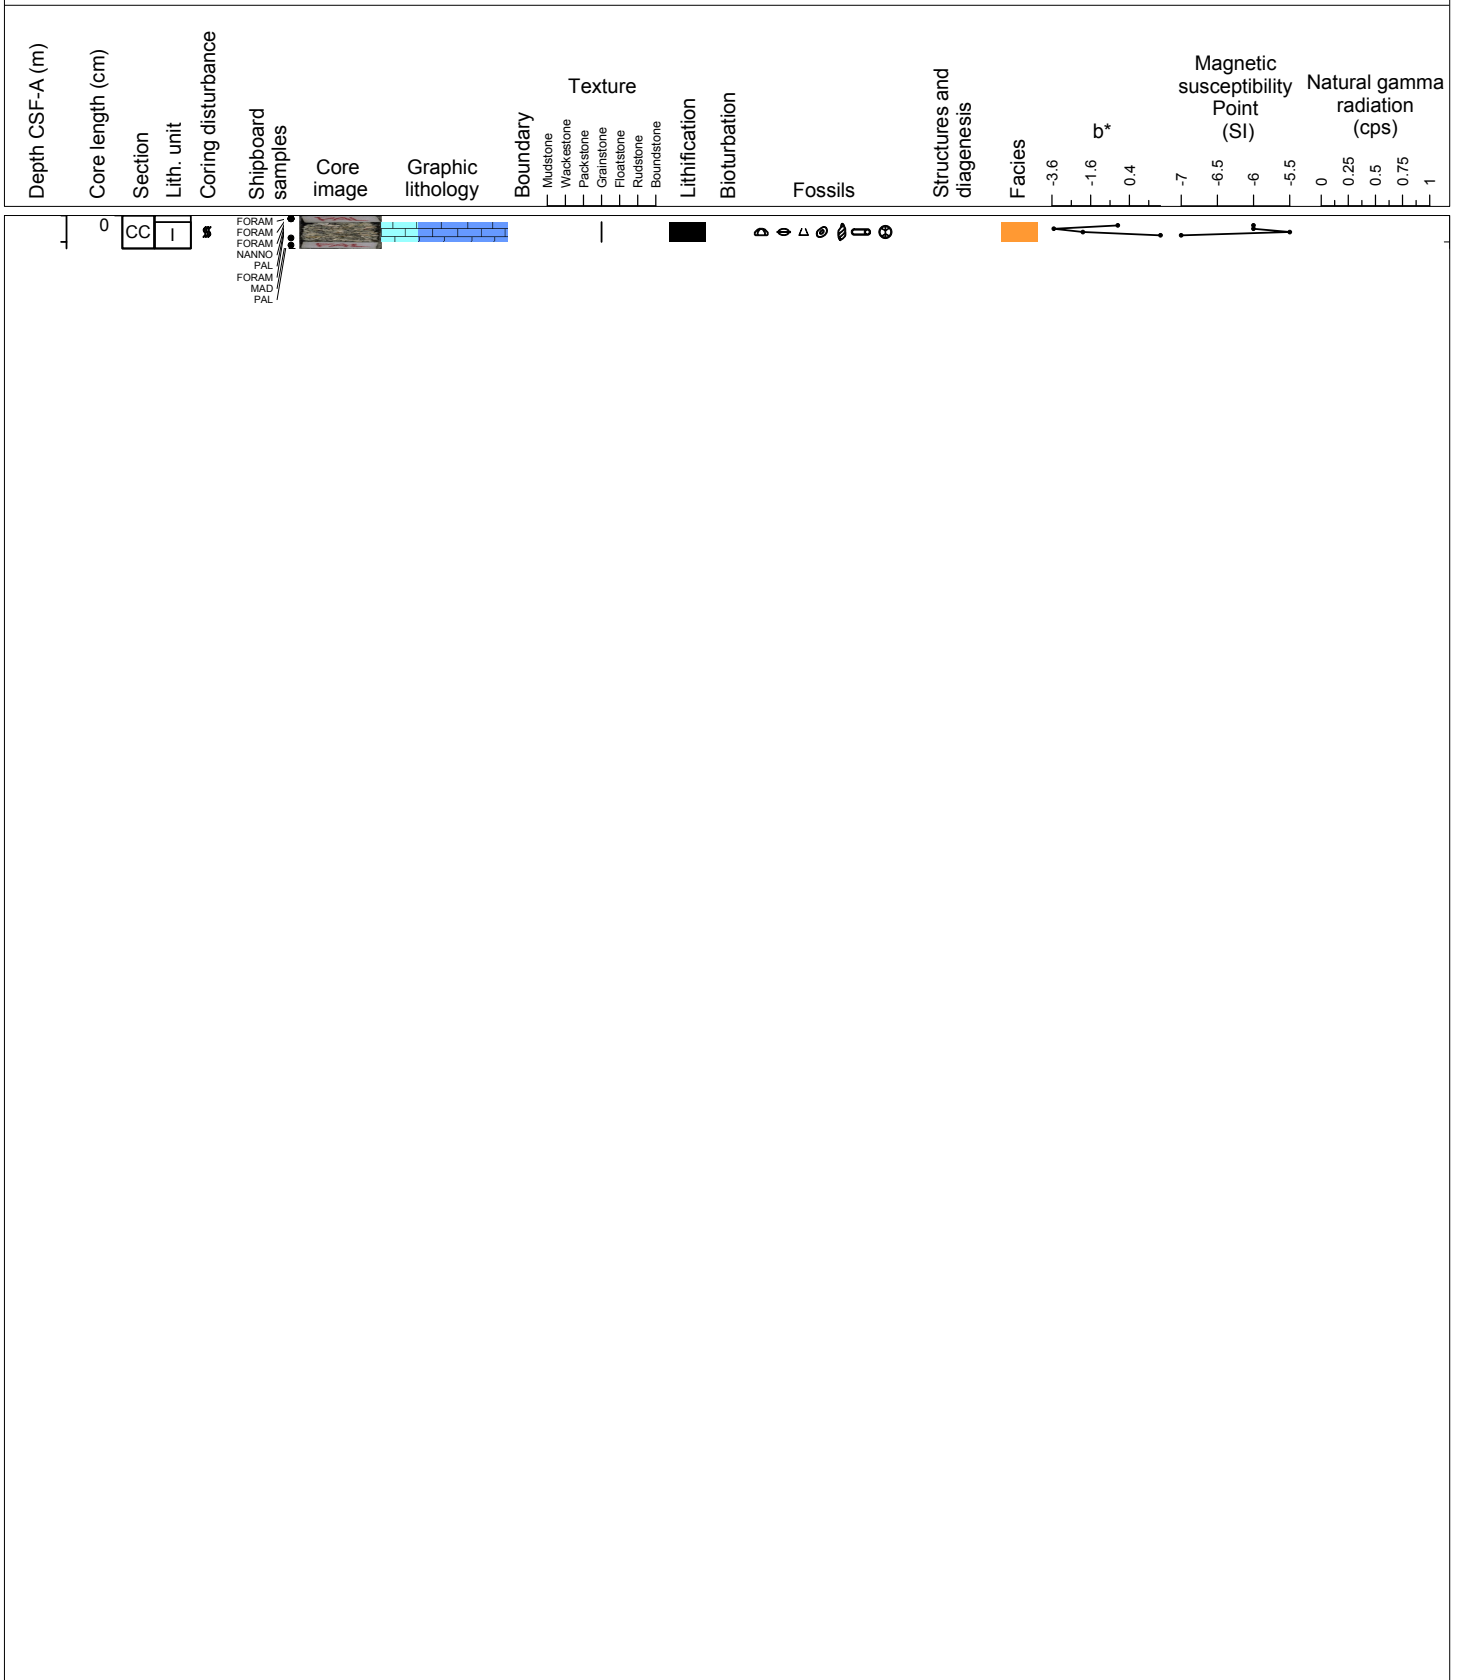 Depth CSF-A (m)
Core length (cm)
Section
Lith. unit
Coring disturbance
Shipboard
samples
Core
image
Graphic
lithology
Boundary
Texture
Mudstone
Wackestone
Packstone
Grainstone
Floatstone
Rudstone
Boundstone
Lithification
Bioturbation
Fossils
Structures and
diagenesis
Facies
b*
-3.6
-1.6
0.4
Magnetic
susceptibility
Point
(SI)
-7
-6.5
-6
-5.5
Natural gamma
radiation
(cps)
0
0.25
0.5
0.75
1
0
CC
I
FORAM
FORAM
FORAM
NANNO
PAL
FORAM
MAD
PAL